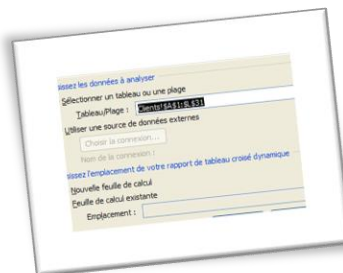 sissez les données à analyser
Sélectionner un tableau ou une plage
Tableau/Plage : Clients!$A$1:$L$31
Utiliser une source de données externes
Choisir la connexion...
Nom de la connexion :
sissez l'emplacement de votre rapport de tableau croisé dynamique
Nouvelle feuille de calcul
Feuille de calcul existante
Emplacement :